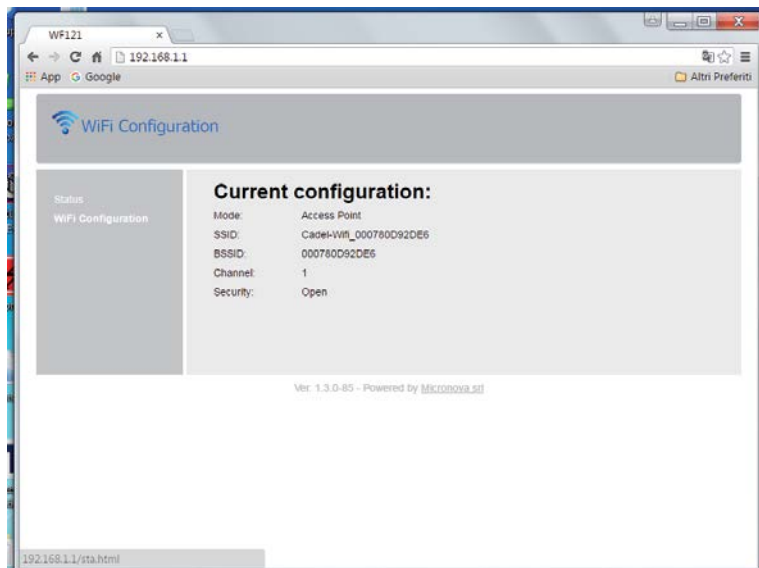 WF121
192.168.1.1
App Google Altri Preferiti
WiFi Configuration
Status
WiFi Configuration
Current configuration:
Mode: Access Point
SSID: Cadel-Wifi_000780D92DE6
BSSID: 000780D92DE6
Channel: 1
Security: Open
Ver. 1.3.0-85 - Powered by Micronova srl
192.168.1.1/sta.html